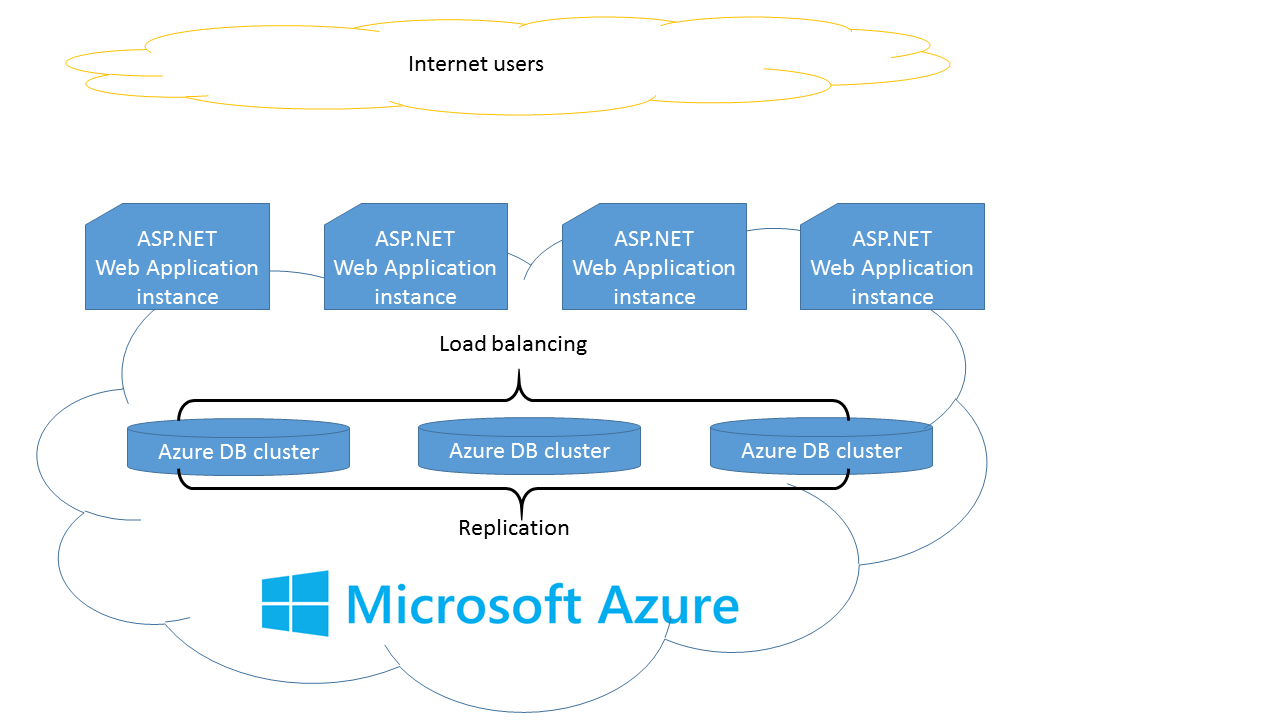 Internet users
ASP.NET
Web Application
instance
ASP.NET
Web Application
instance
ASP.NET
Web Application
instance
ASP.NET
Web Application
instance
Load balancing
Azure DB cluster
Azure DB cluster
Azure DB cluster
Replication
Microsoft Azure